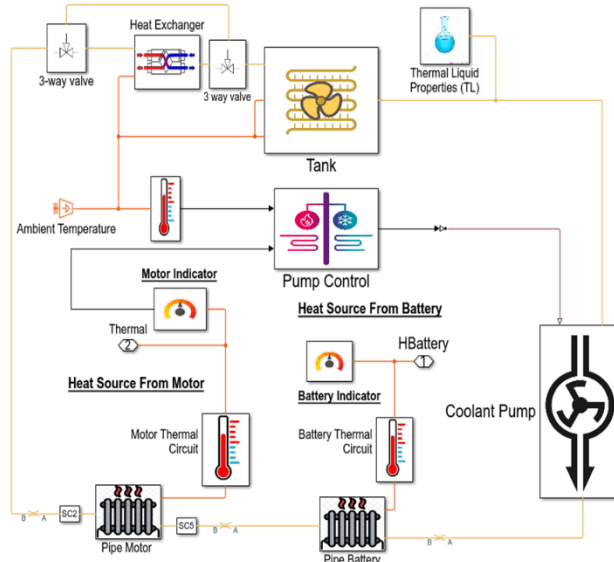 Heat Exchanger
3-way valve
3 way valve
Thermal Liquid
Properties (TL)
Tank
Ambient Temperature
Pump Control
Motor Indicator
Heat Source From Battery
Thermal
2
HBattery
1
Heat Source From Motor
Battery Indicator
Coolant Pump
Motor Thermal
Circuit
Battery Thermal
Circuit
B A
SC2
SC5
B A
B A
Pipe Motor
Pipe Battery